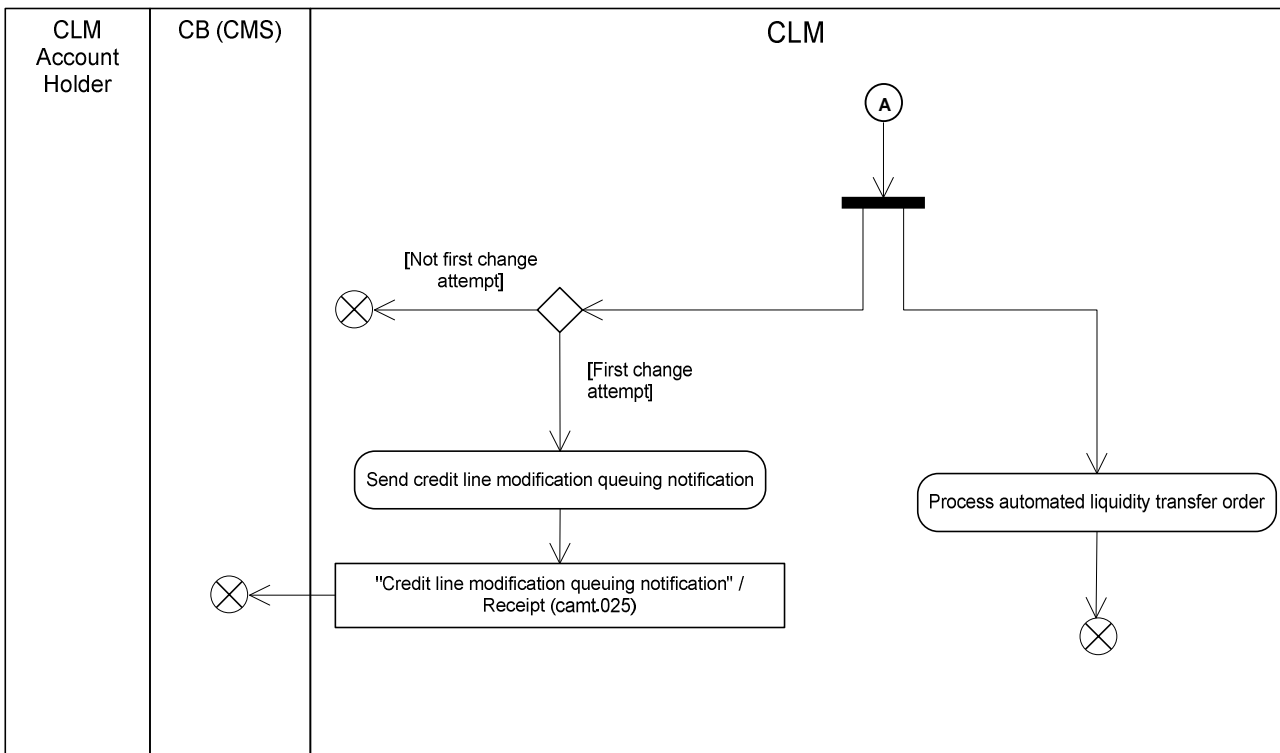 CLM
Account
Holder
CB (CMS)
CLM
A
[Not first change
attempt]
[First change
attempt]
Send credit line modification queuing notification
Process automated liquidity transfer order
"Credit line modification queuing notification" /
Receipt (camt.025)